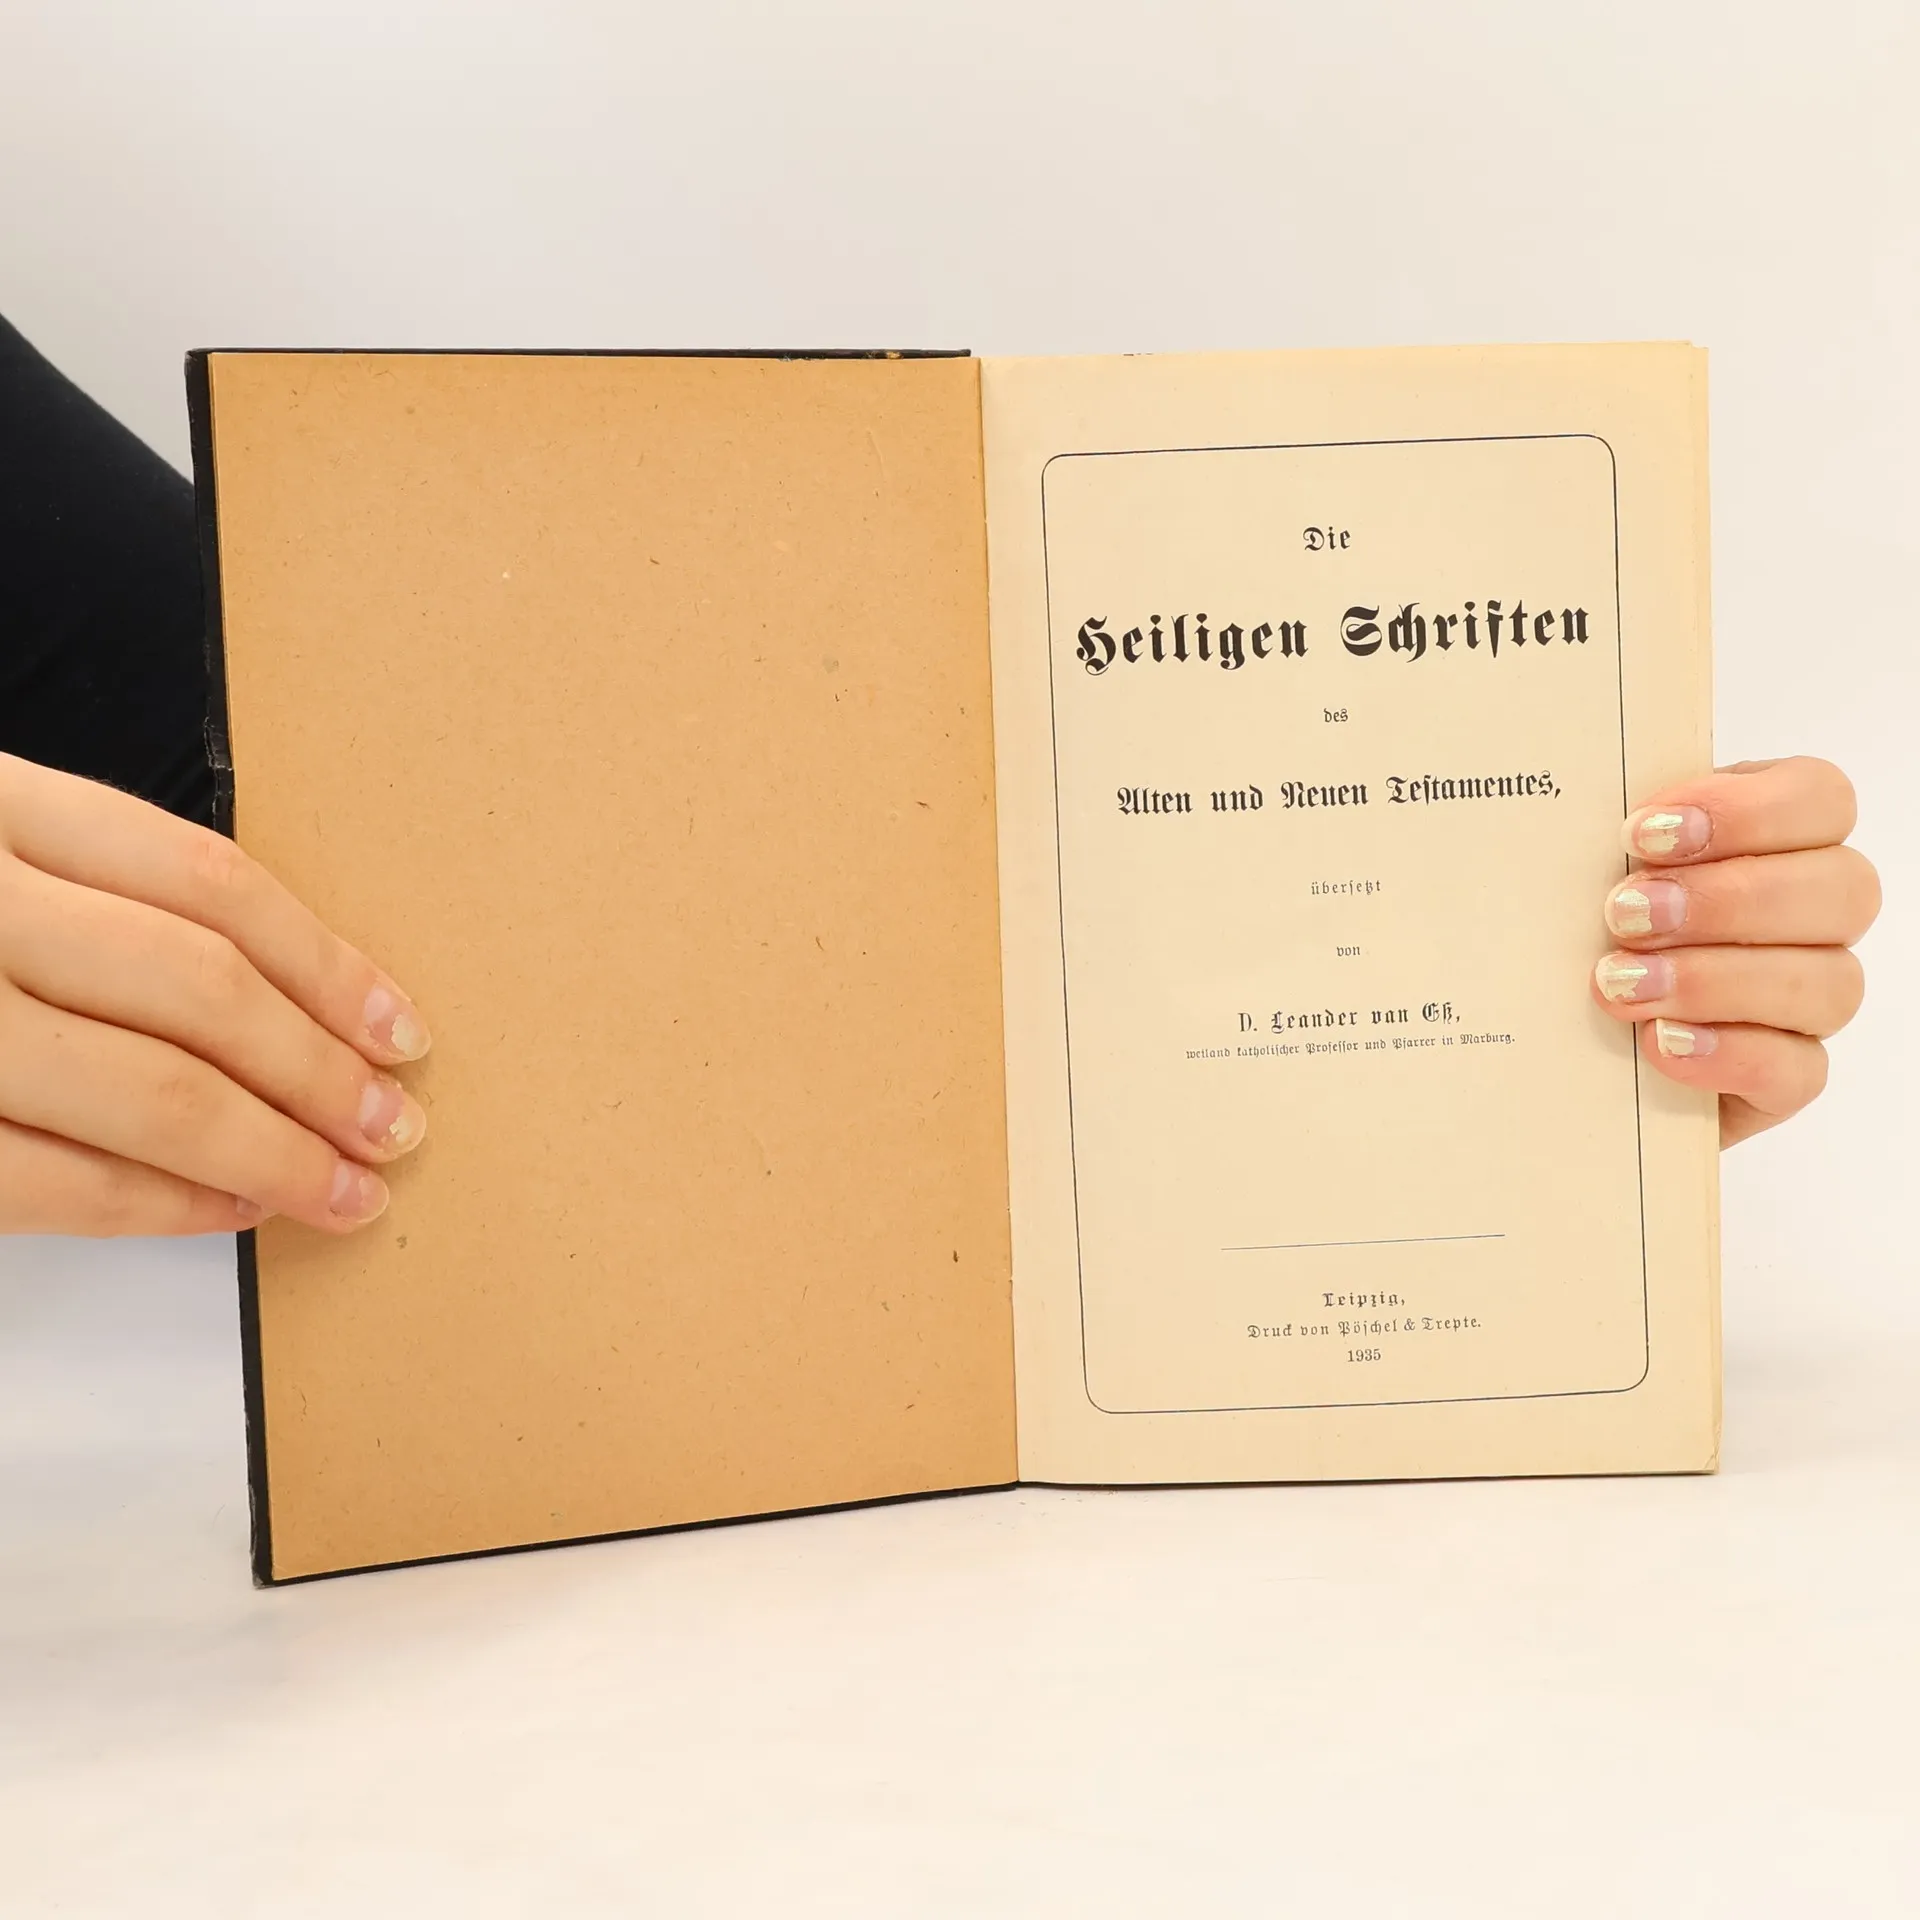 Die
Heiligen Schriften
des
Alten und Neuen Testamentes,
übersetzt
von
D. Leander van Eß,
weiland katholischer Professor und Pfarrer in Marburg.
Leipzig,
Druck von Pöschel & Trepte.
1935